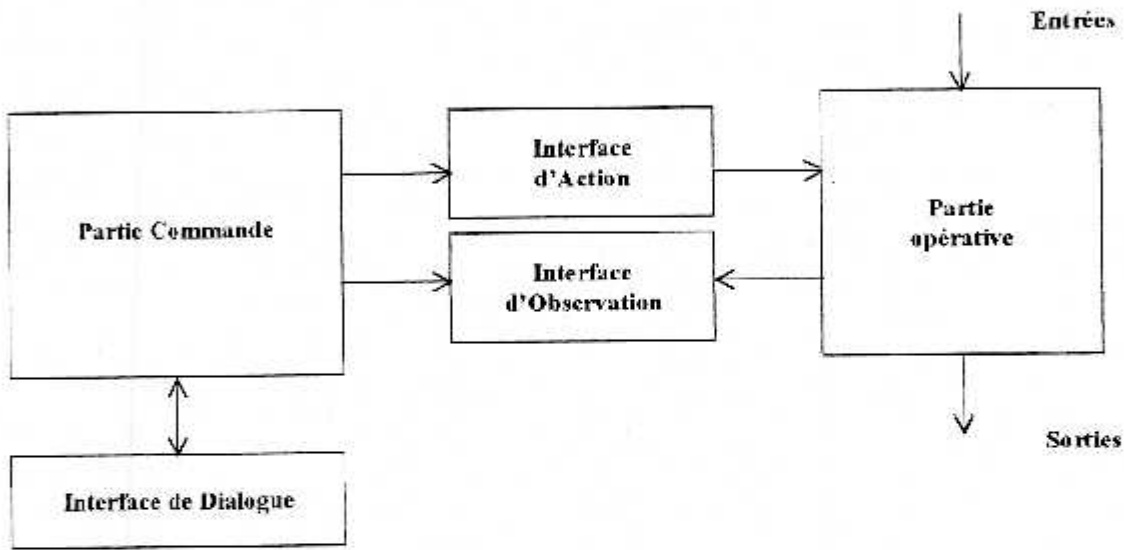 Entrées
Interface
d'Action
Partie Commande
Partie
opérative
Interface
d'Observation
Sorties
Interface de Dialogue